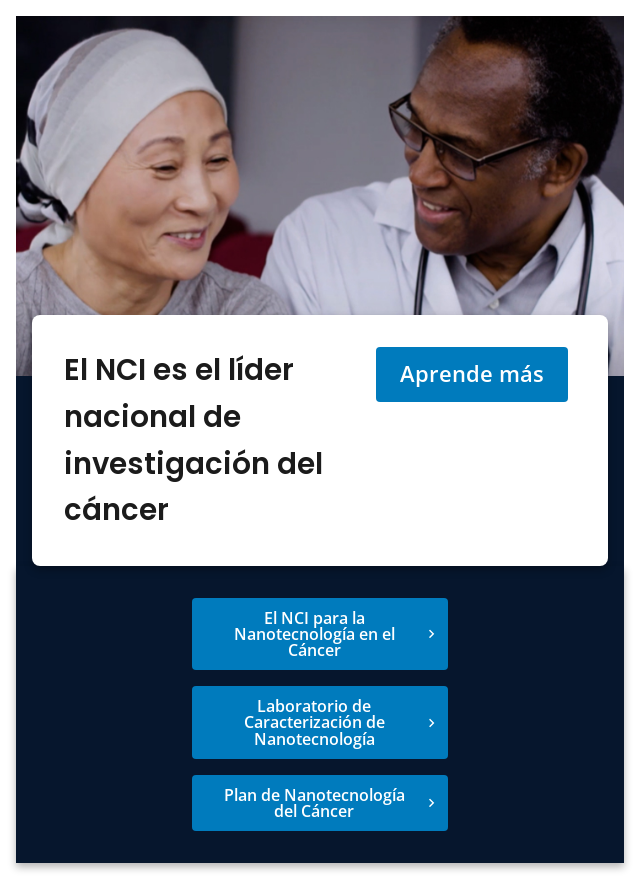 El NCI es el líder
nacional de
investigación del
cáncer
Aprende más
El NCI para la
Nanotecnología en el
Cáncer
Laboratorio de
Caracterización de
Nanotecnología
Plan de Nanotecnología
del Cáncer